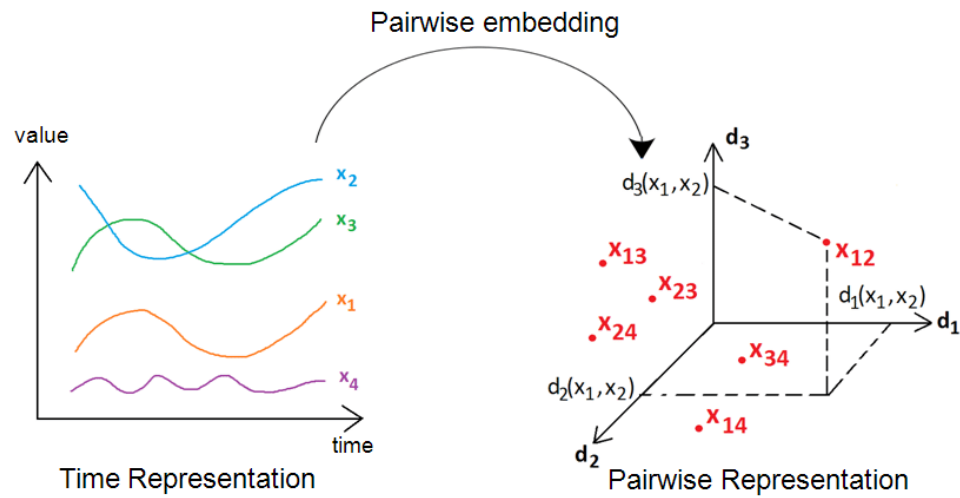 Pairwise embedding
value
x₂
x₃
x₁
x₄
time
Time Representation
d₃
d₃(x₁,x₂)
x₁₂
x₁₃
x₂₃
d₁(x₁,x₂)
x₂₄
d₁
x₃₄
d₂(x₁,x₂)
x₁₄
d₂
Pairwise Representation